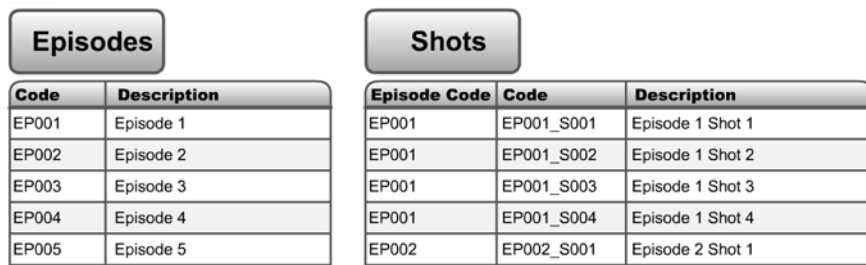 Episodes
Code Description
EP001 Episode 1
EP002 Episode 2
EP003 Episode 3
EP004 Episode 4
EP005 Episode 5
Shots
Episode Code Code Description
EP001 EP001_S001 Episode 1 Shot 1
EP001 EP001_S002 Episode 1 Shot 2
EP001 EP001_S003 Episode 1 Shot 3
EP001 EP001_S004 Episode 1 Shot 4
EP002 EP002_S001 Episode 2 Shot 1